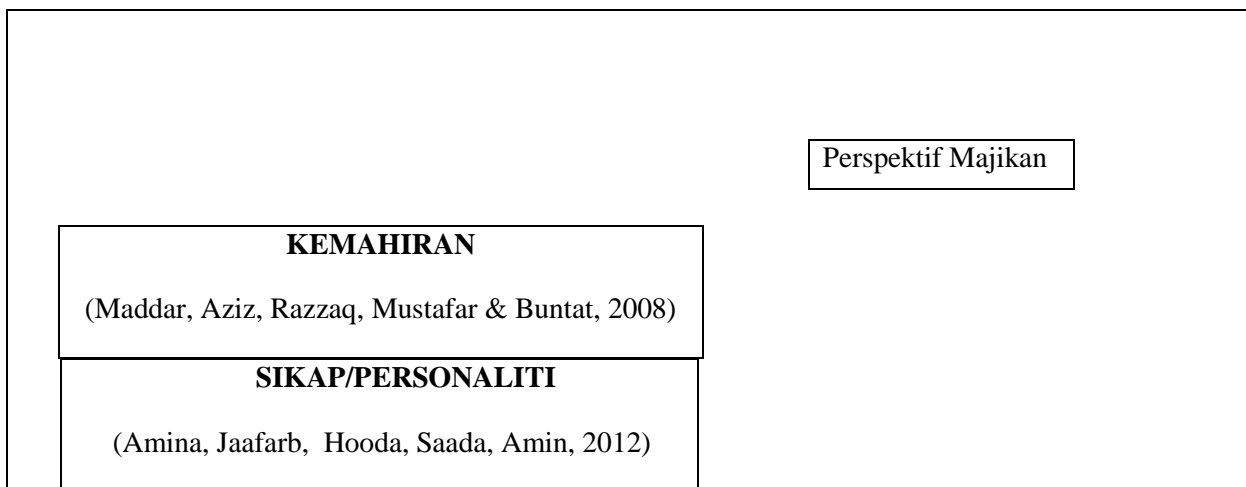 Perspektif Majikan
KEMAHIRAN
(Maddar, Aziz, Razzaq, Mustafar & Buntat, 2008)
SIKAP/PERSONALITI
(Amina, Jaafarb, Hooda, Saada, Amin, 2012)